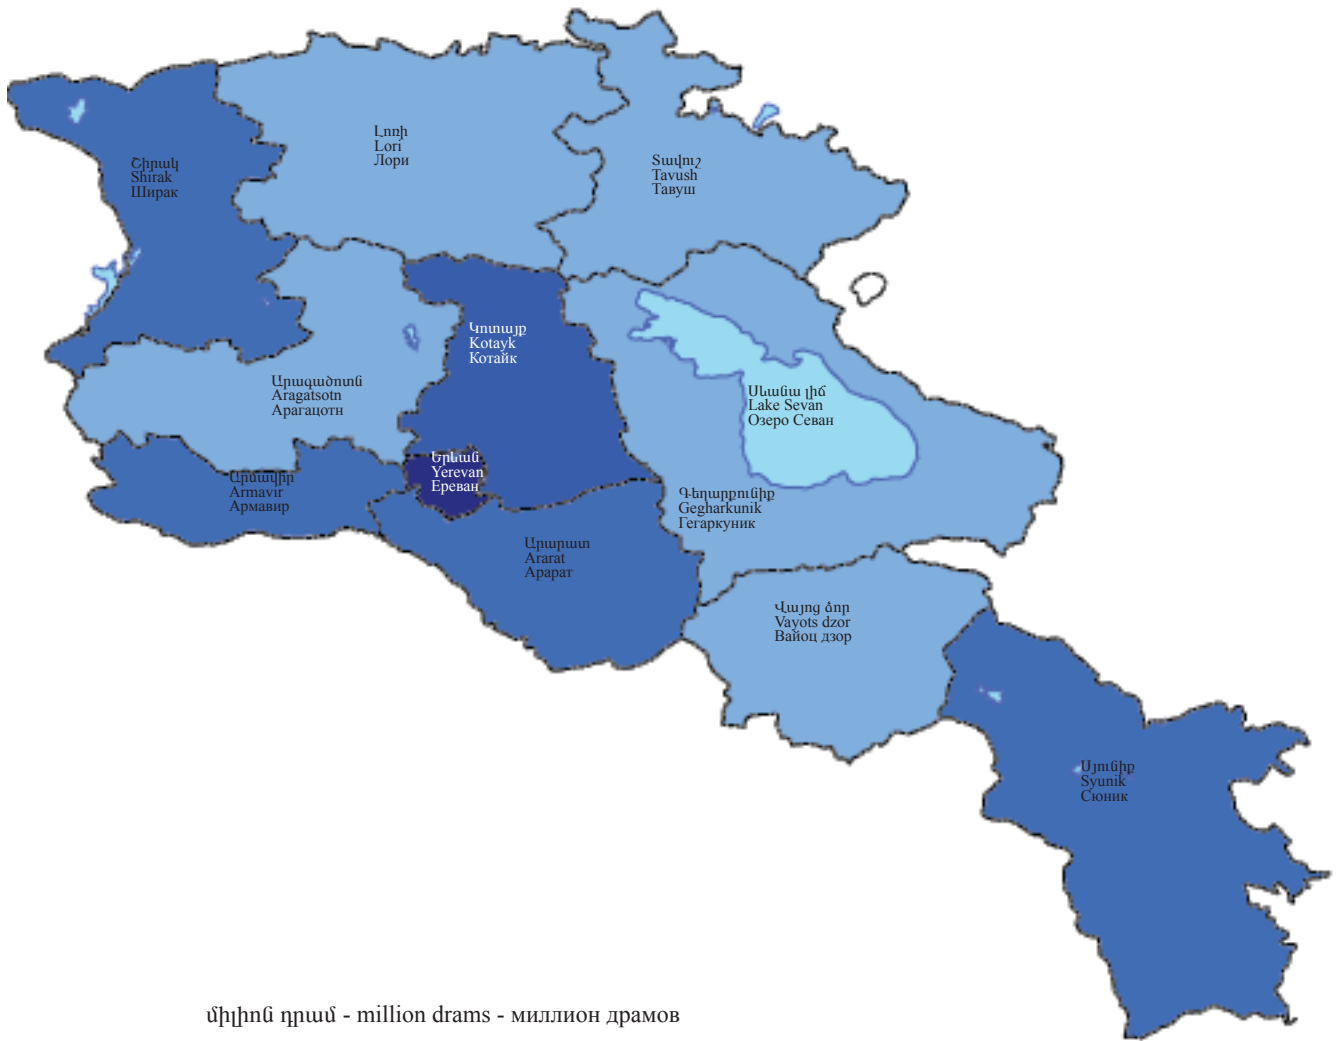 Լոռի
Lori
Лори
Շիրակ
Shirak
Ширак
Տավուշ
Tavush
Тавуш
Կոտայք
Kotayk
Котайк
Արագածոտն
Aragatsotn
Арагацотн
Սևանա լիճ
Lake Sevan
Озеро Севан
Երևան
Yerevan
Ереван
Արմավիր
Armavir
Армавир
Գեղարքունիք
Gegharkunik
Гегаркуник
Արարատ
Ararat
Арарат
Վայոց ձոր
Vayots dzor
Вайоц дзор
Սյունիք
Syunik
Сюник
միլիոն դրամ - million drams - миллион драмов